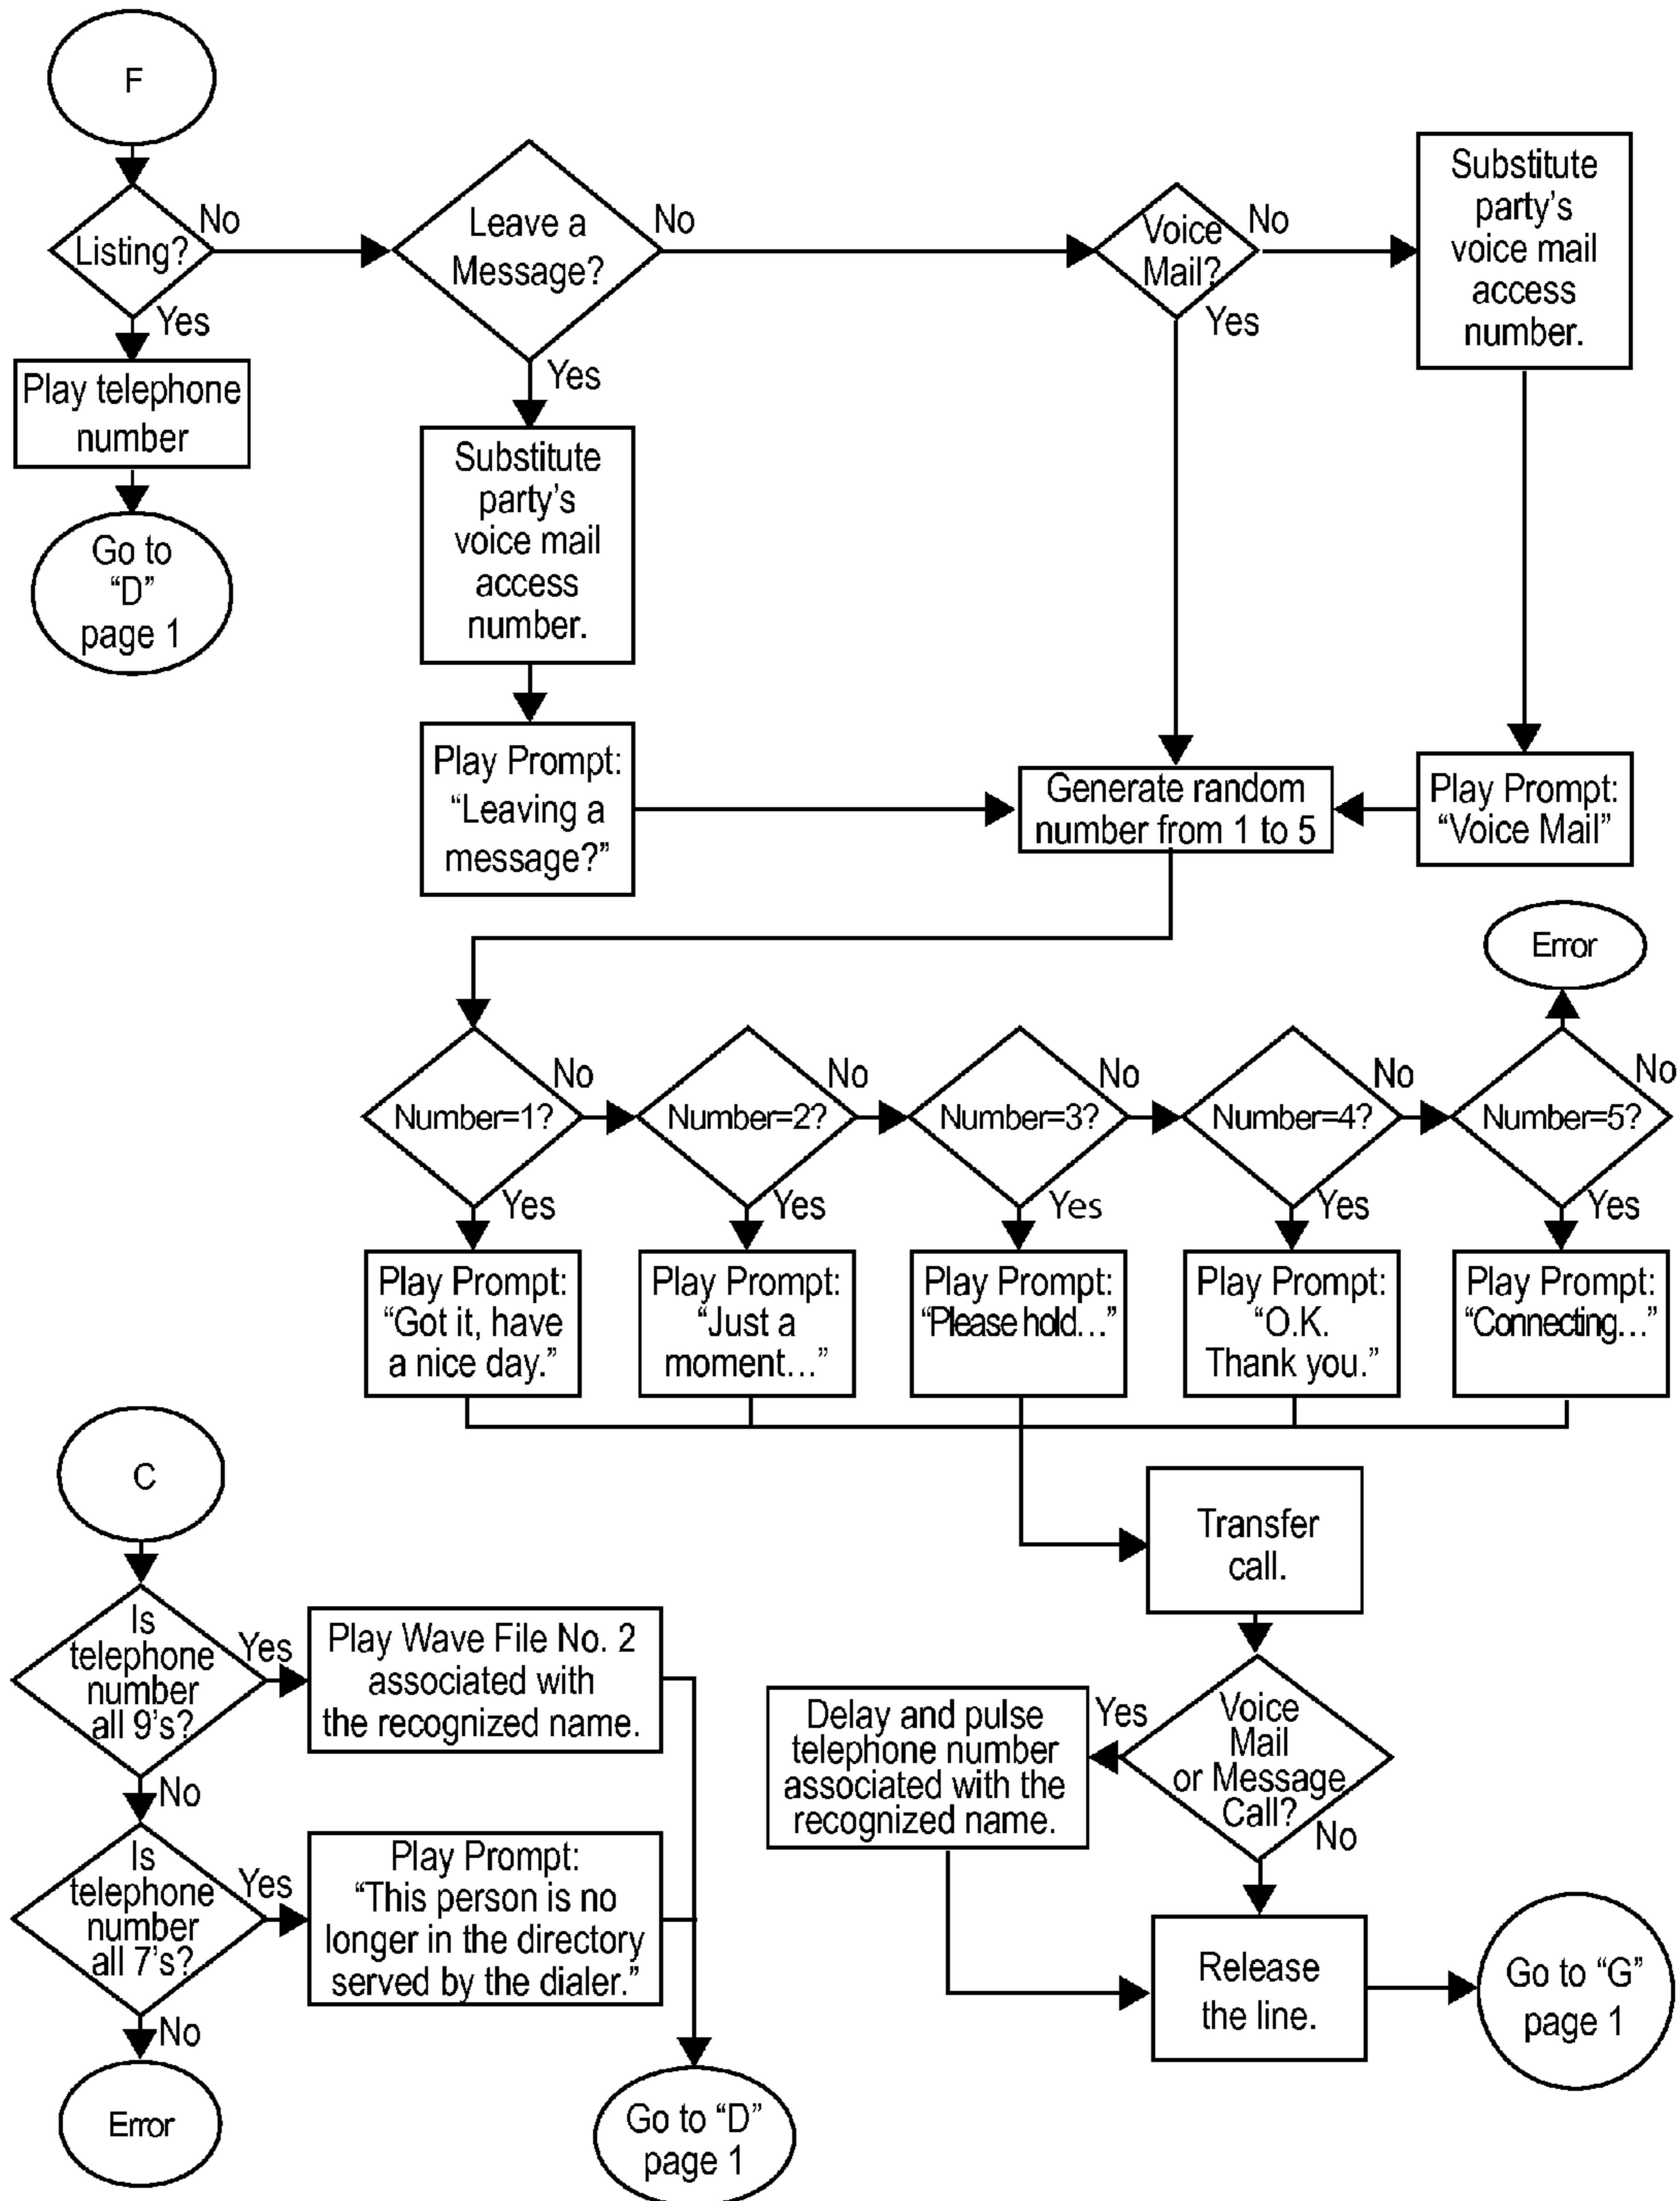 F
Listing?
No
Yes
Play telephone
number
Go to
“D”
page 1
Leave a
Message?
No
Yes
Substitute
party’s
voice mail
access
number.
Play Prompt:
“Leaving a
message?”
Voice
Mail?
No
Yes
Substitute
party’s
voice mail
access
number.
Play Prompt:
“Voice Mail”
Generate random
number from 1 to 5
Error
Number=1?
No
Yes
Number=2?
No
Yes
Number=3?
No
Yes
Number=4?
No
Yes
Number=5?
No
Yes
Play Prompt:
“Got it, have
a nice day.”
Play Prompt:
“Just a
moment...”
Play Prompt:
“Please hold...”
Play Prompt:
“O.K.
Thank you.”
Play Prompt:
“Connecting...”
Transfer
call.
Voice
Mail
or Message
Call?
Yes
No
Delay and pulse
telephone number
associated with the
recognized name.
Release
the line.
Go to “G”
page 1
C
Is
telephone
number
all 9’s?
Yes
No
Play Wave File No. 2
associated with
the recognized name.
Is
telephone
number
all 7’s?
Yes
No
Play Prompt:
“This person is no
longer in the directory
served by the dialer.”
Error
Go to “D”
page 1